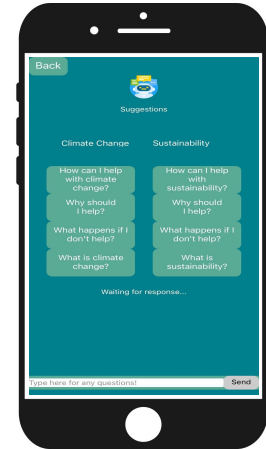 Back
Suggestions
Climate Change
Sustainability
How can I help
with climate
change?
How can I help
with
sustainability?
Why should
I help?
Why should
I help?
What happens if I
don't help?
What happens if I
don't help?
What is climate
change?
What is
sustainability?
Waiting for response...
Type here for any questions!
Send